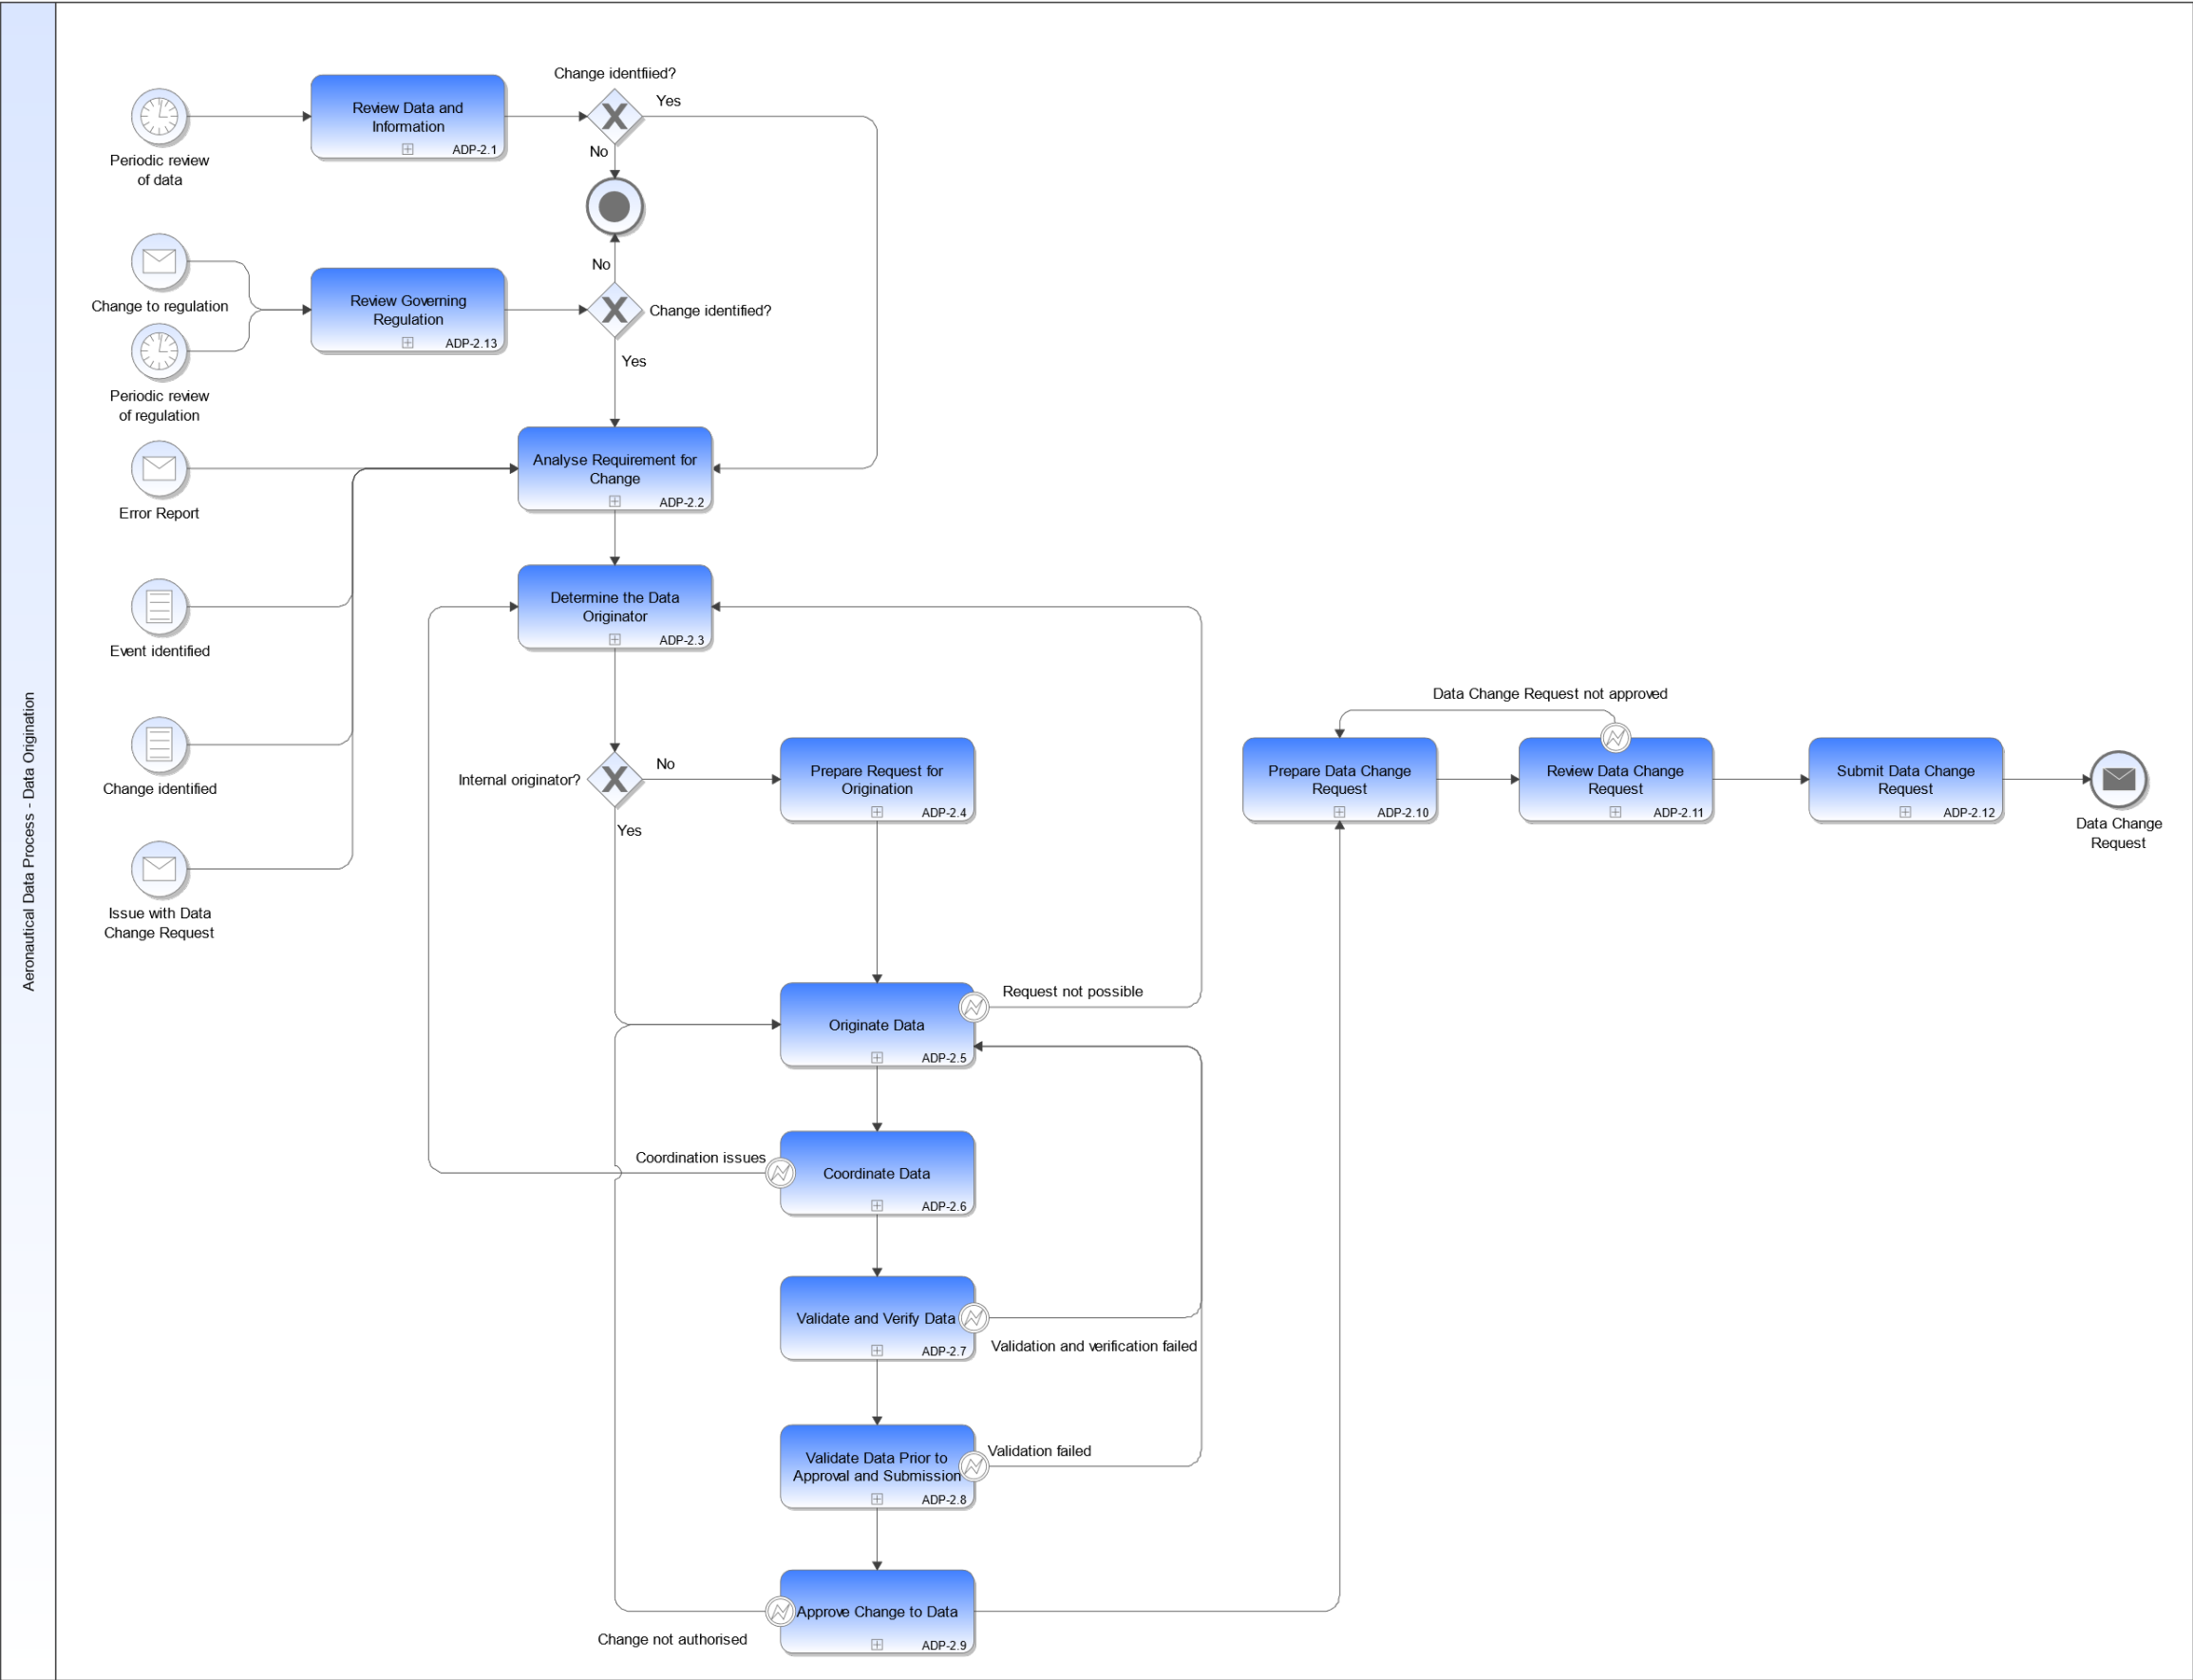 Aeronautical Data Process - Data Origination
Change identfiied?
Yes
Review Data and
Information
ADP-2.1
No
Periodic review
of data
No
Change to regulation
Review Governing
Regulation
ADP-2.13
Change identified?
Yes
Periodic review
of regulation
Analyse Requirement for
Change
ADP-2.2
Error Report
Determine the Data
Originator
ADP-2.3
Event identified
Data Change Request not approved
Change identified
Internal originator?
No
Yes
Prepare Request for
Origination
ADP-2.4
Prepare Data Change
Request
ADP-2.10
Review Data Change
Request
ADP-2.11
Submit Data Change
Request
ADP-2.12
Data Change
Request
Issue with Data
Change Request
Request not possible
Originate Data
ADP-2.5
Coordination issues
Coordinate Data
ADP-2.6
Validate and Verify Data
ADP-2.7
Validation and verification failed
Validate Data Prior to
Approval and Submission
ADP-2.8
Validation failed
Approve Change to Data
ADP-2.9
Change not authorised